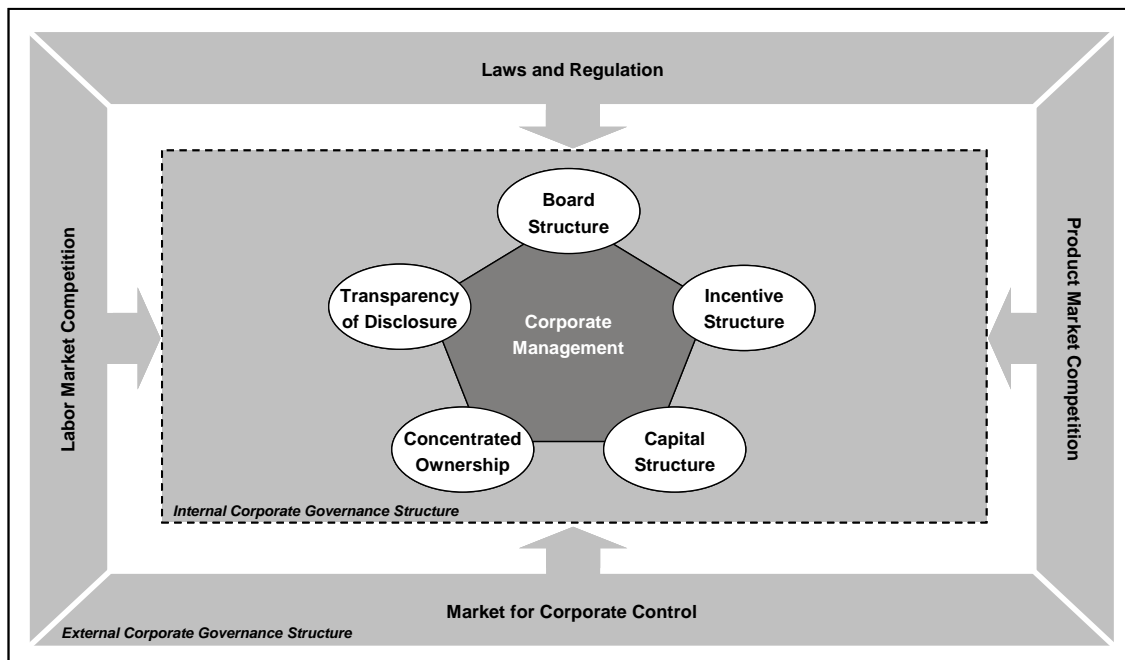 Laws and Regulation
Labor Market Competition
Board
Structure
Transparency
of Disclosure
Incentive
Structure
Corporate
Management
Concentrated
Ownership
Capital
Structure
Internal Corporate Governance Structure
Product Market Competition
Market for Corporate Control
External Corporate Governance Structure